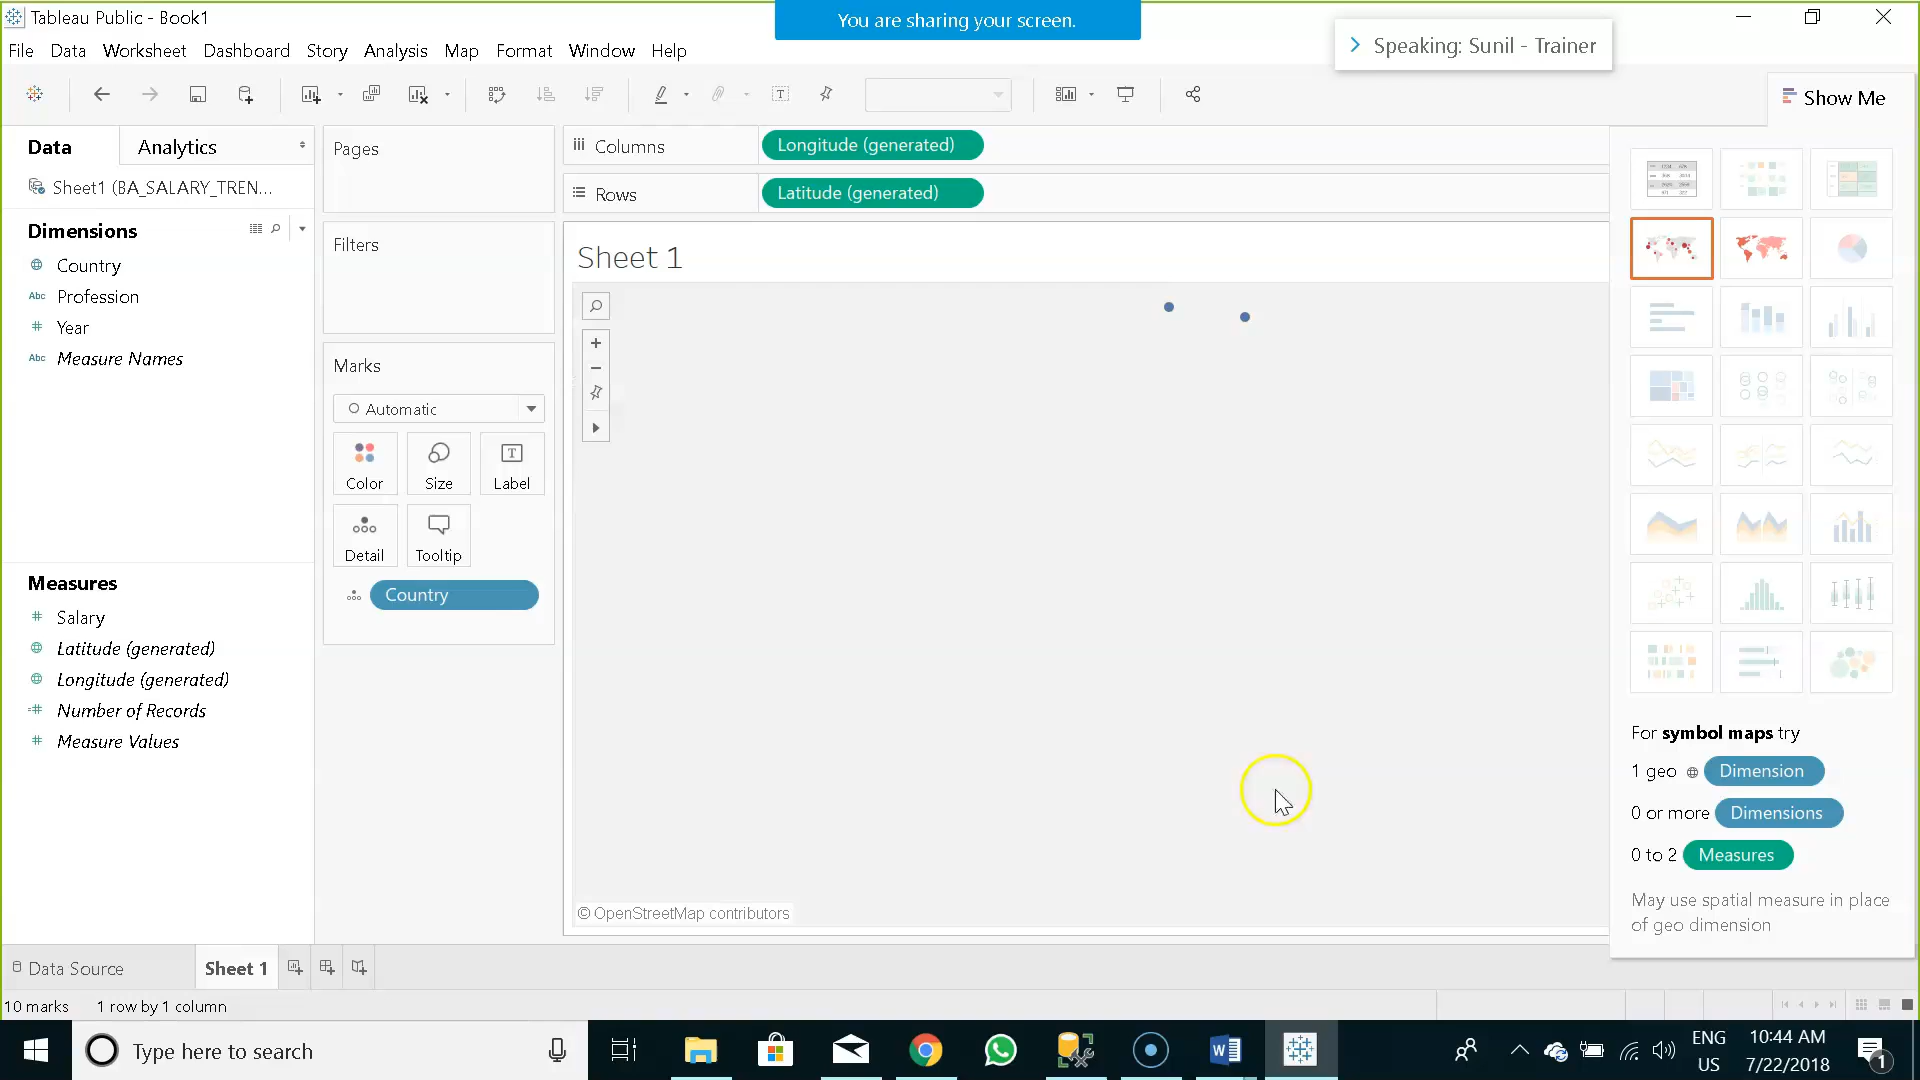 Tableau Public - Book1
You are sharing your screen.
Speaking: Sunil - Trainer
File Data Worksheet Dashboard Story Analysis Map Format Window Help
Show Me
Data
Analytics
Sheet1 (BA_SALARY_TREN...
Dimensions
Country
Abc Profession
Year
Abc Measure Names
Measures
Salary
Latitude (generated)
Longitude (generated)
Number of Records
Measure Values
Pages
Filters
Marks
Automatic
Color
Size
Label
Detail
Tooltip
Country
Columns
Longitude (generated)
Rows
Latitude (generated)
Sheet 1
© OpenStreetMap contributors
For symbol maps try
1 geo Dimension
0 or more Dimensions
0 to 2 Measures
May use spatial measure in place
of geo dimension
Data Source
Sheet 1
10 marks 1 row by 1 column
Type here to search
ENG
US
10:44 AM
7/22/2018
1